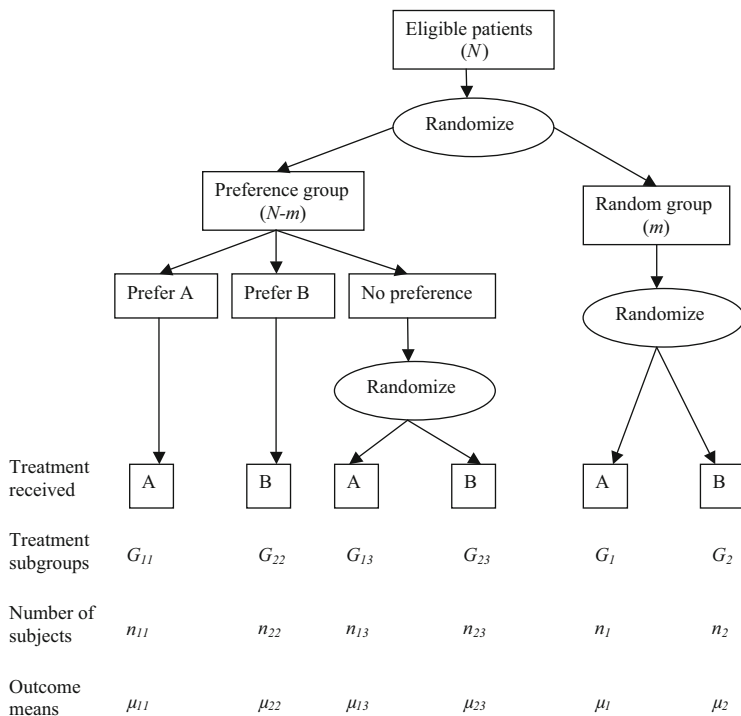 Eligible patients
(N)
Randomize
Preference group
(N-m)
Random group
(m)
Prefer A
Prefer B
No preference
Randomize
Randomize
Treatment
received
A
B
A
B
A
B
Treatment
subgroups
G11
G22
G13
G23
G1
G2
Number of
subjects
n11
n22
n13
n23
n1
n2
Outcome
means
μ11
μ22
μ13
μ23
μ1
μ2